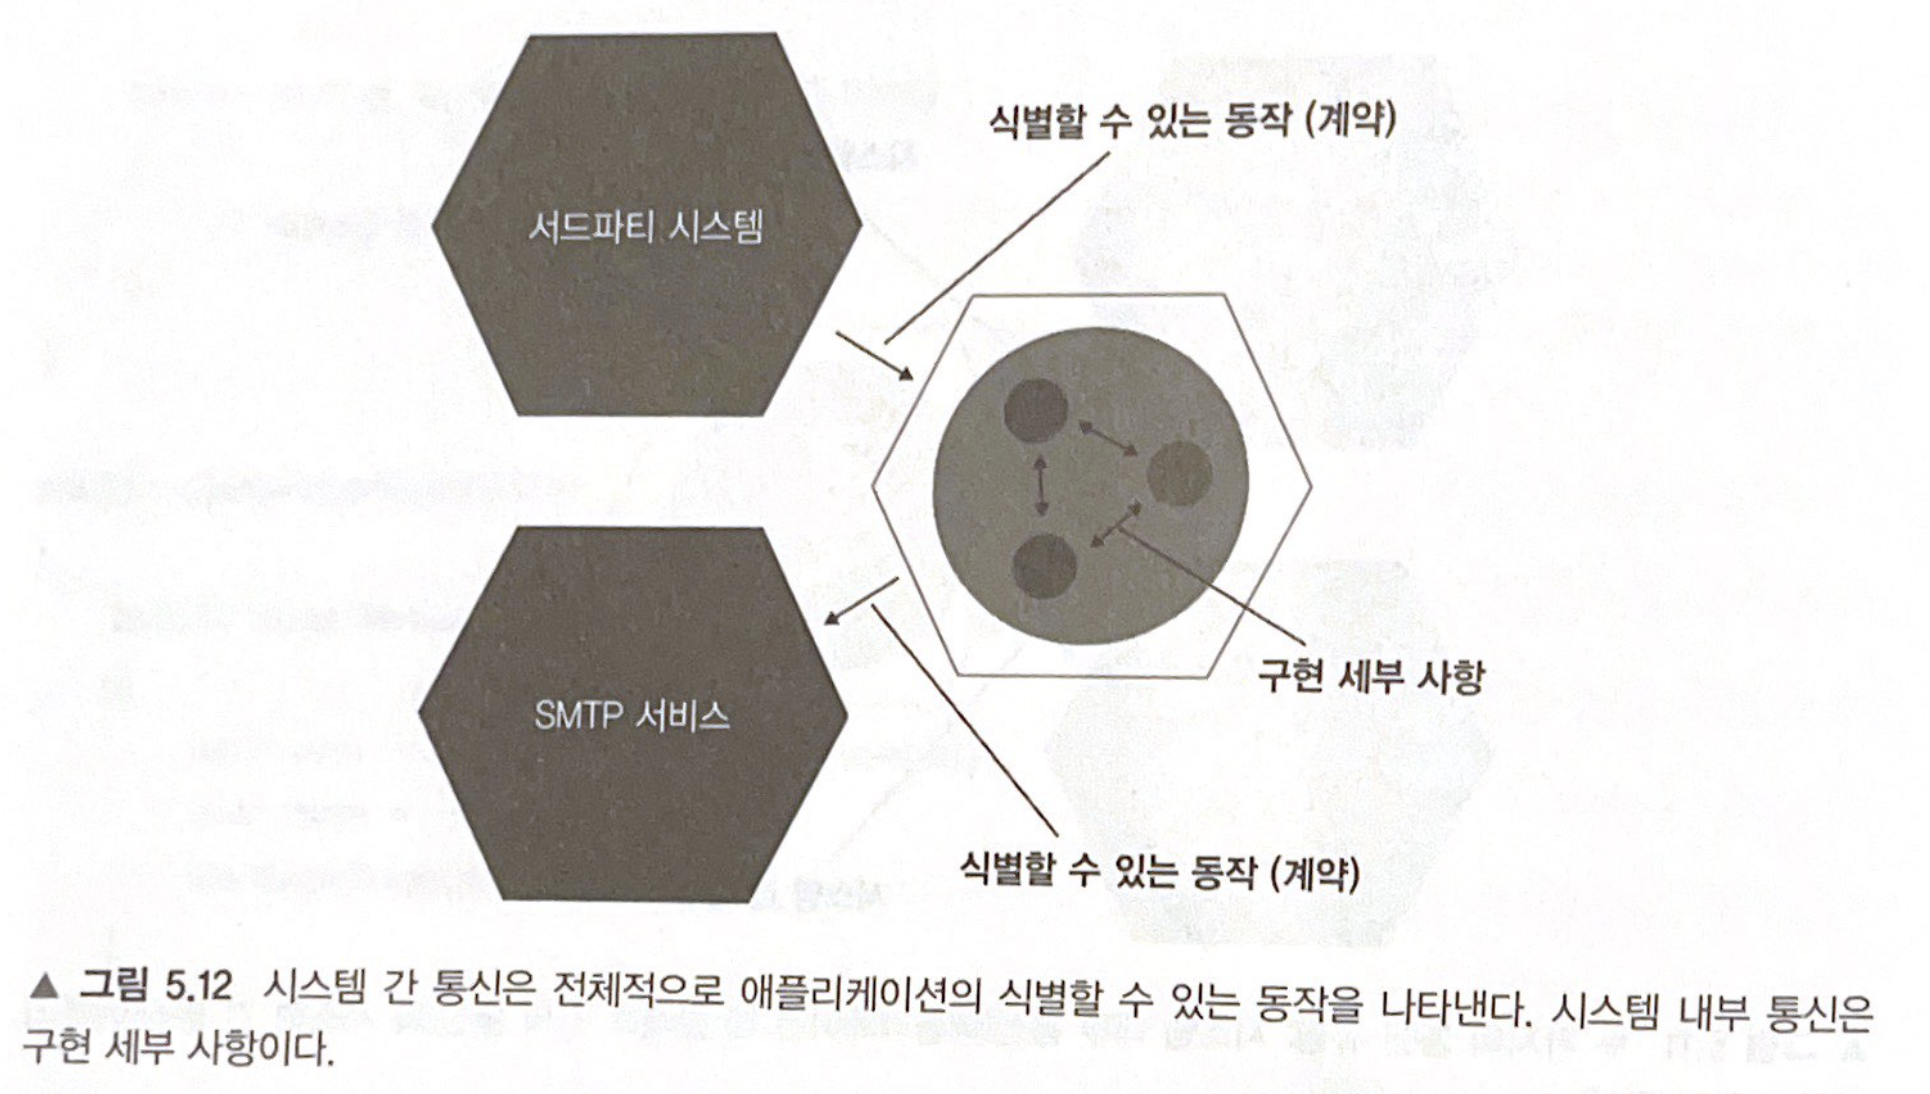 식별할 수 있는 동작 (계약)
서드파티 시스템
구현 세부 사항
SMTP 서비스
식별할 수 있는 동작 (계약)
▲ 그림 5.12 시스템 간 통신은 전체적으로 애플리케이션의 식별할 수 있는 동작을 나타낸다. 시스템 내부 통신은
구현 세부 사항이다.